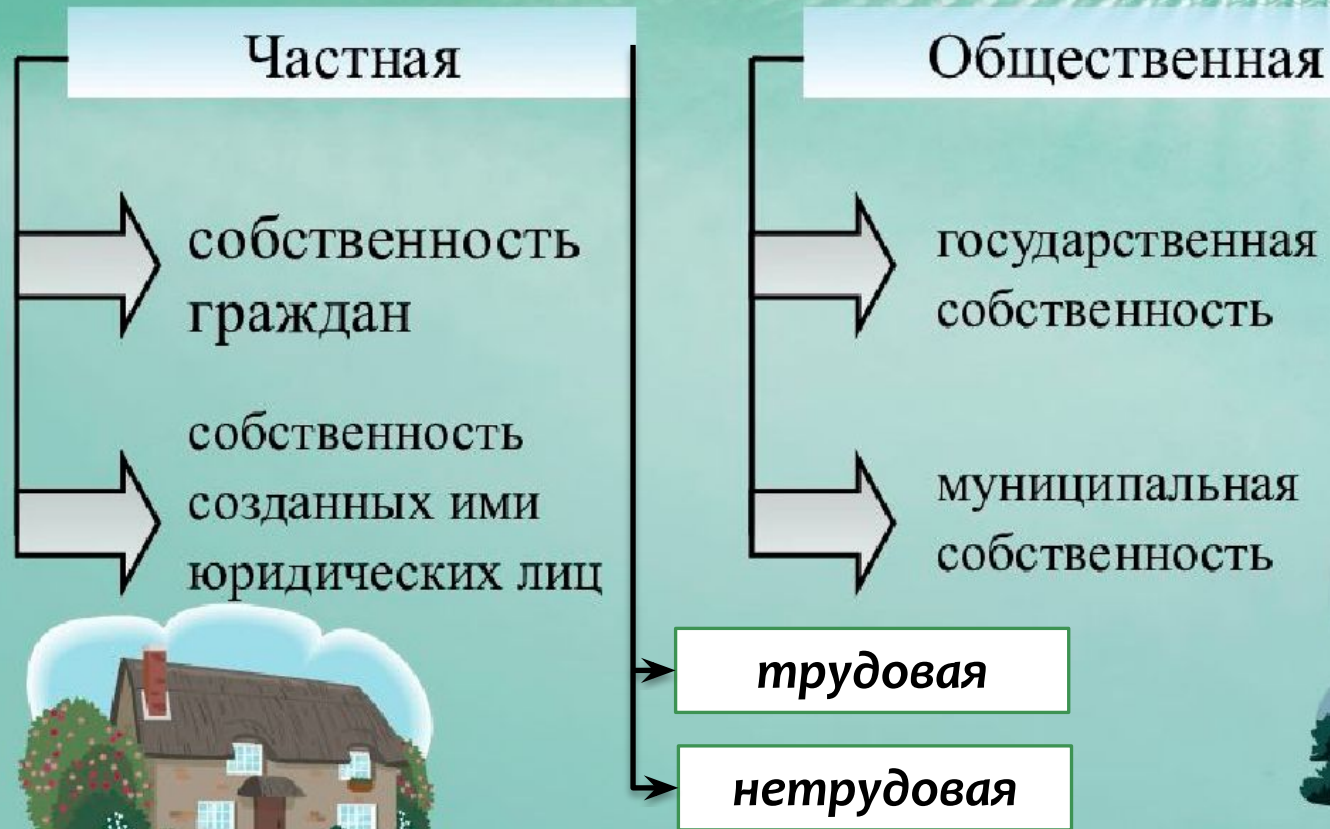 Частная
собственность
граждан
собственность
созданных ими
юридических лиц
трудовая
нетрудовая
Общественная
государственная
собственность
муниципальная
собственность